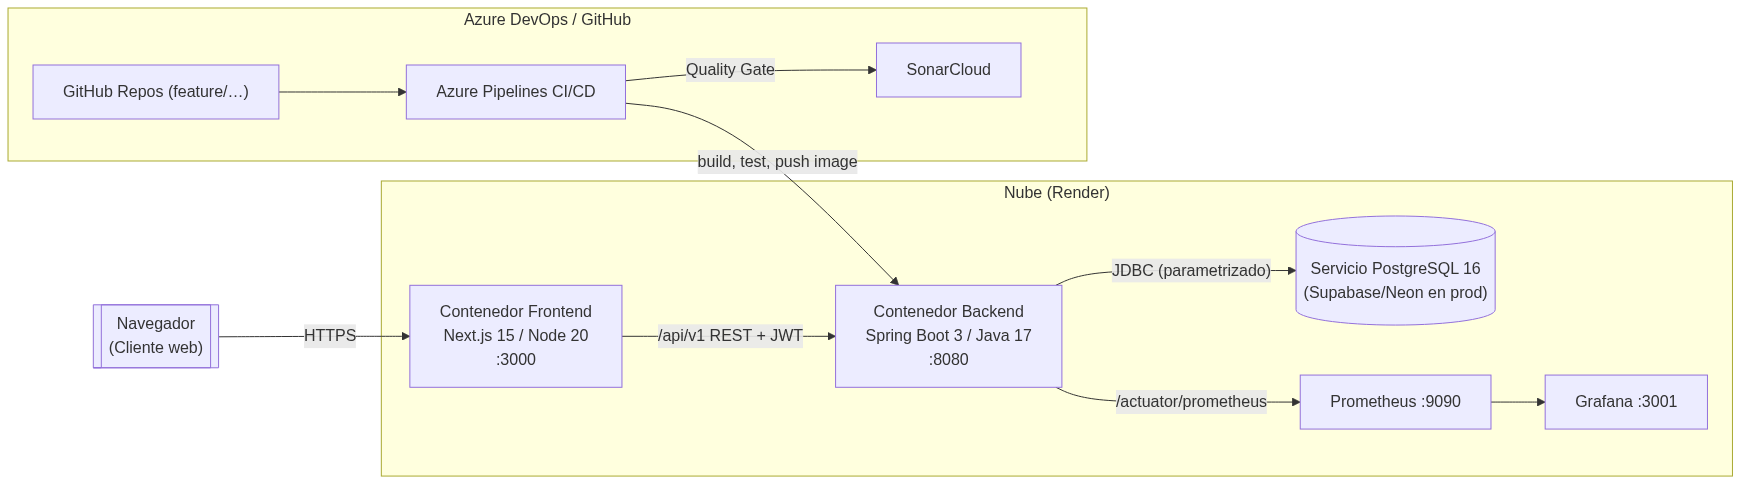 Azure DevOps / GitHub
GitHub Repos (feature/…)
Azure Pipelines CI/CD
Quality Gate
SonarCloud
build, test, push image
Nube (Render)
Navegador
(Cliente web)
HTTPS
Contenedor Frontend
Next.js 15 / Node 20
:3000
/api/v1 REST + JWT
Contenedor Backend
Spring Boot 3 / Java 17
:8080
JDBC (parametrizado)
Servicio PostgreSQL 16
(Supabase/Neon en prod)
/actuator/prometheus
Prometheus :9090
Grafana :3001